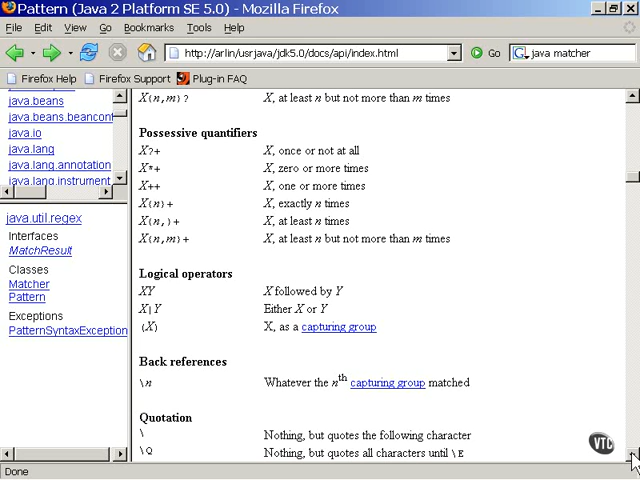 Pattern (Java 2 Platform SE 5.0) - Mozilla Firefox
File Edit View Go Bookmarks Tools Help
http://arlin/usrjava/jdk5.0/docs/api/index.html Go G java matcher
Firefox Help Firefox Support Plug-in FAQ
java.beans
java.beans.beancont
java.io
java.lang
java.lang.annotation
java.lang.instrument
java.util.regex
Interfaces
MatchResult
Classes
Matcher
Pattern
Exceptions
PatternSyntaxException
X{n,m}? X, at least n but not more than m times
Possessive quantifiers
X?+ X, once or not at all
X*+ X, zero or more times
X++ X, one or more times
X{n}+ X, exactly n times
X{n,}+ X, at least n times
X{n,m}+ X, at least n but not more than m times
Logical operators
XY X followed by Y
X|Y Either X or Y
(X) X, as a capturing group
Back references
\n Whatever the nth capturing group matched
Quotation
\ Nothing, but quotes the following character
\Q Nothing, but quotes all characters until \E
VTC
Done